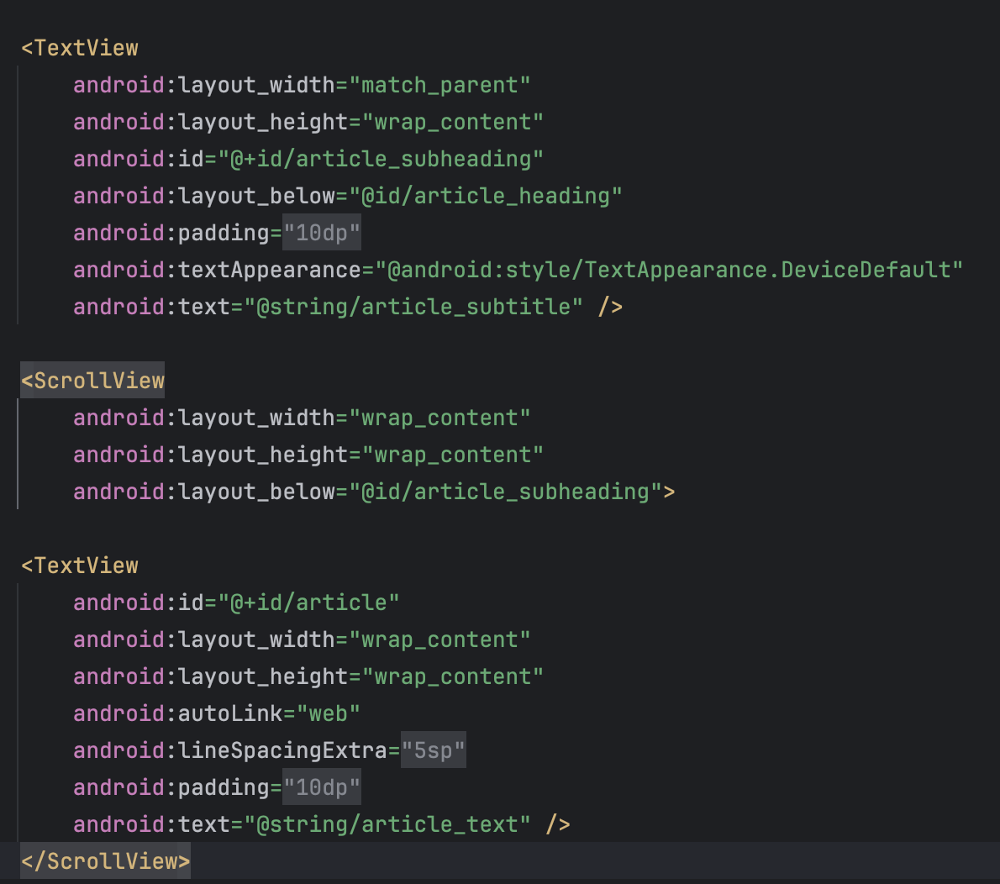 <TextView
    android:layout_width="match_parent"
    android:layout_height="wrap_content"
    android:id="@+id/article_subheading"
    android:layout_below="@id/article_heading"
    android:padding="10dp"
    android:textAppearance="@android:style/TextAppearance.DeviceDefault"
    android:text="@string/article_subtitle" />
<ScrollView
    android:layout_width="wrap_content"
    android:layout_height="wrap_content"
    android:layout_below="@id/article_subheading">
<TextView
    android:id="@+id/article"
    android:layout_width="wrap_content"
    android:layout_height="wrap_content"
    android:autoLink="web"
    android:lineSpacingExtra="5sp"
    android:padding="10dp"
    android:text="@string/article_text" />
</ScrollView>